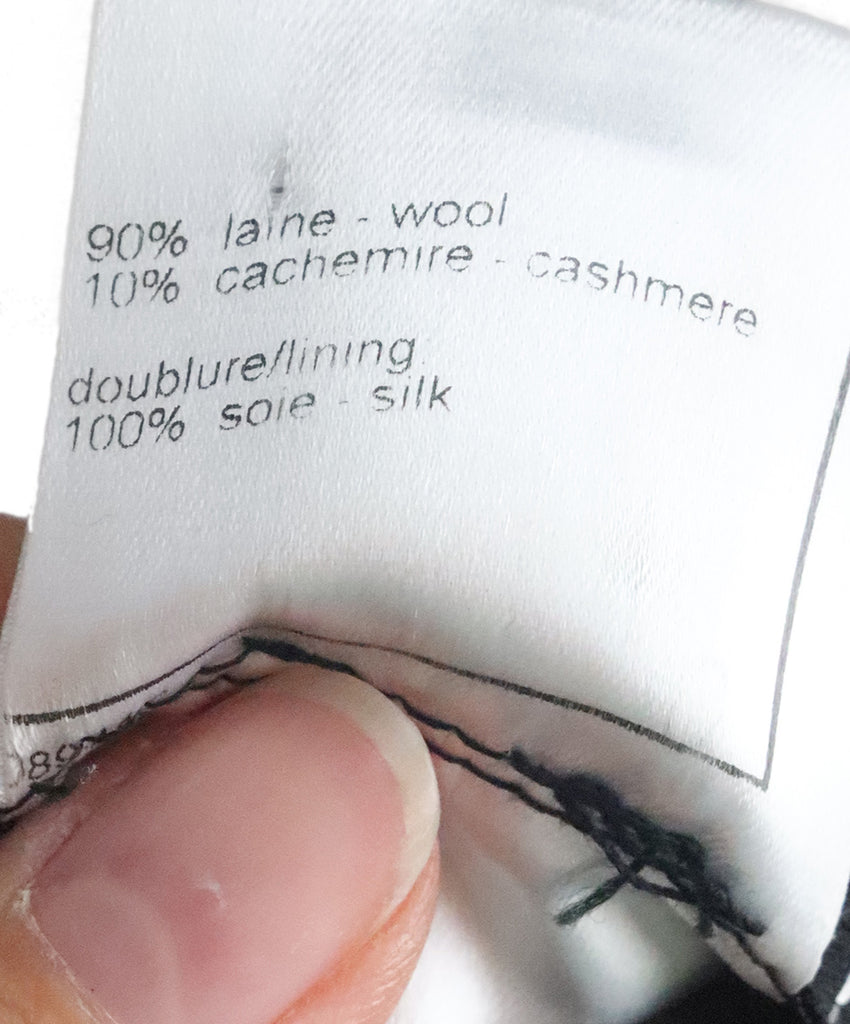 90% laine - wool
10% cachemire - cashmere
doublure/lining
100% soie - silk